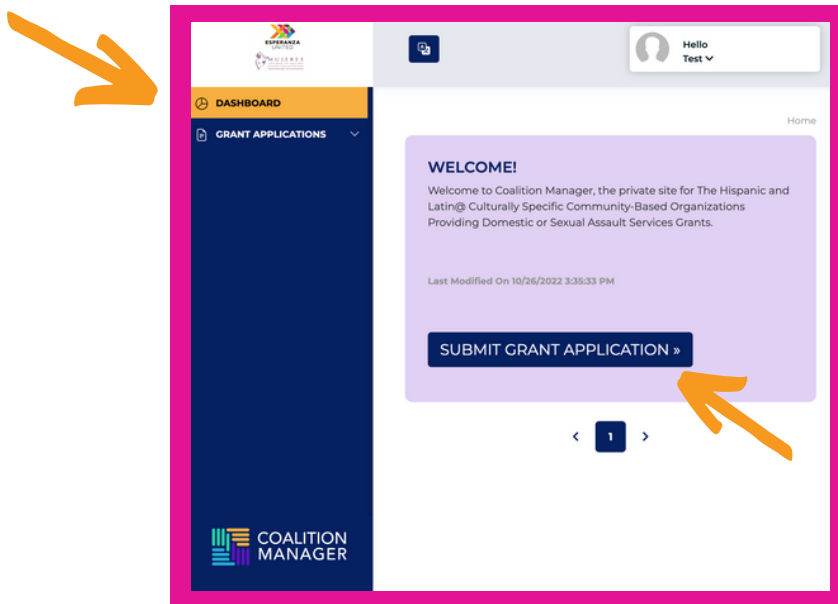 ESPERANZA
UNITED
MUJERES
Hello
Test
DASHBOARD
GRANT APPLICATIONS
Home
WELCOME!
Welcome to Coalition Manager, the private site for The Hispanic and
Latin@ Culturally Specific Community-Based Organizations
Providing Domestic or Sexual Assault Services Grants.
Last Modified On 10/26/2022 3:35:33 PM
SUBMIT GRANT APPLICATION »
< 1 >
COALITION
MANAGER